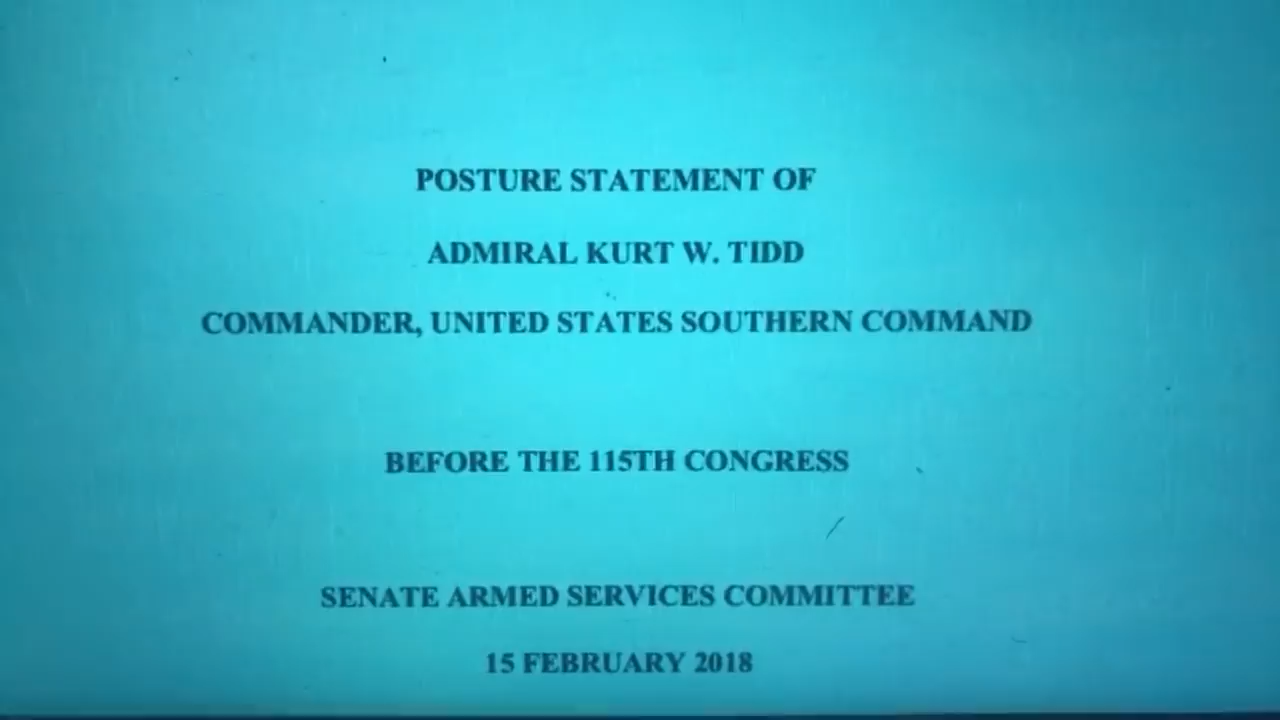 POSTURE STATEMENT OF
ADMIRAL KURT W. TIDD
COMMANDER, UNITED STATES SOUTHERN COMMAND
BEFORE THE 115TH CONGRESS
SENATE ARMED SERVICES COMMITTEE
15 FEBRUARY 2018